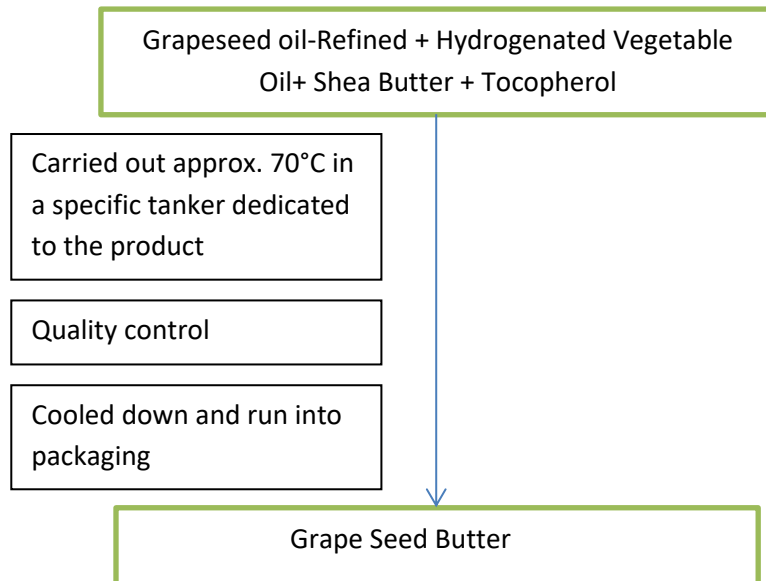 Grapeseed oil-Refined + Hydrogenated Vegetable
Oil+ Shea Butter + Tocopherol
Carried out approx. 70°C in
a specific tanker dedicated
to the product
Quality control
Cooled down and run into
packaging
Grape Seed Butter